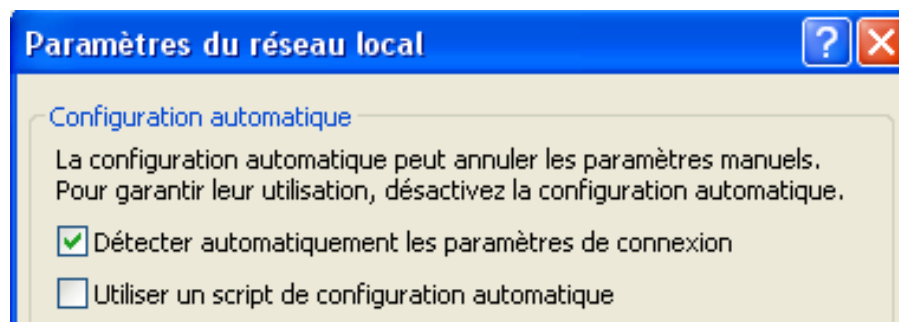 Paramètres du réseau local
Configuration automatique
La configuration automatique peut annuler les paramètres manuels.
Pour garantir leur utilisation, désactivez la configuration automatique.
Détecter automatiquement les paramètres de connexion
Utiliser un script de configuration automatique